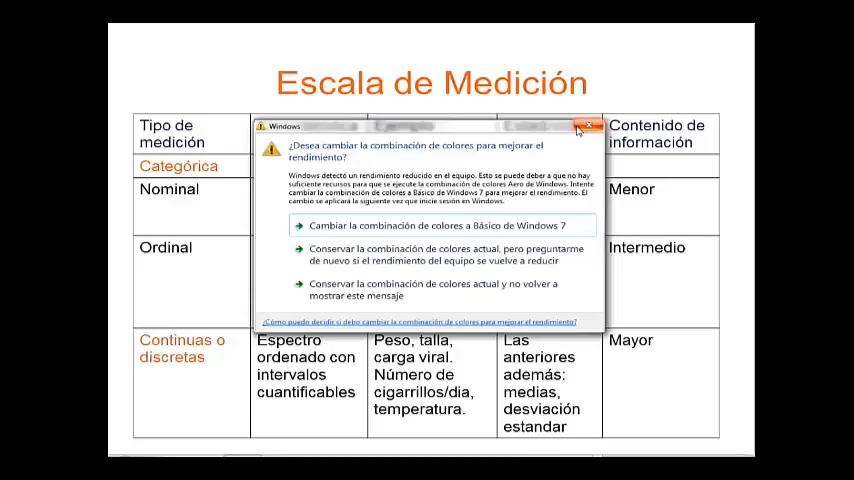 Escala de Medición
Tipo de
medición
Contenido de
información
Categórica
Nominal
Menor
Ordinal
Intermedio
Windows
¿Desea cambiar la combinación de colores para mejorar el
rendimiento?
Windows detectó un rendimiento reducido en el equipo. Esto se puede deber a que no hay
suficiente recursos para que se ejecute la combinación de colores Aero de Windows. Intente
cambiar la combinación de colores a Básico de Windows 7 para mejorar el rendimiento. El
cambio se aplicará la siguiente vez que inicie sesión en Windows.
Cambiar la combinación de colores a Básico de Windows 7
Conservar la combinación de colores actual, pero preguntarme
de nuevo si el rendimiento del equipo se vuelve a reducir
Conservar la combinación de colores actual y no volver a
mostrar este mensaje
¿Cómo puedo decidir si debo cambiar la combinación de colores para mejorar el rendimiento?
Continuas o
discretas
Espectro
ordenado con
intervalos
cuantificables
Peso, talla,
carga viral.
Número de
cigarrillos/dia,
temperatura.
Las
anteriores
además:
medias,
desviación
estandar
Mayor